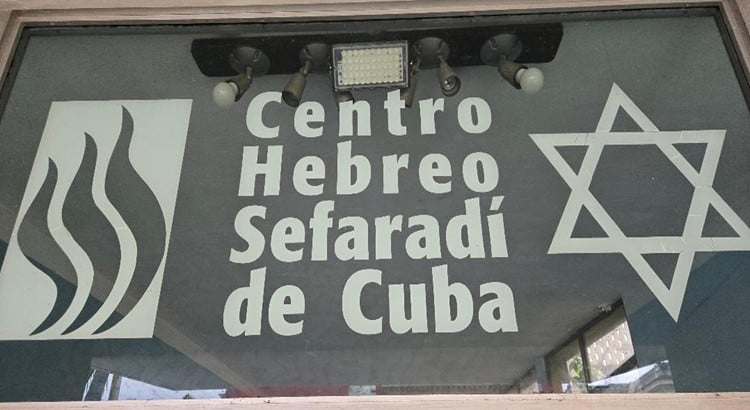 Centro
Hebreo
Sefaradí
de Cuba